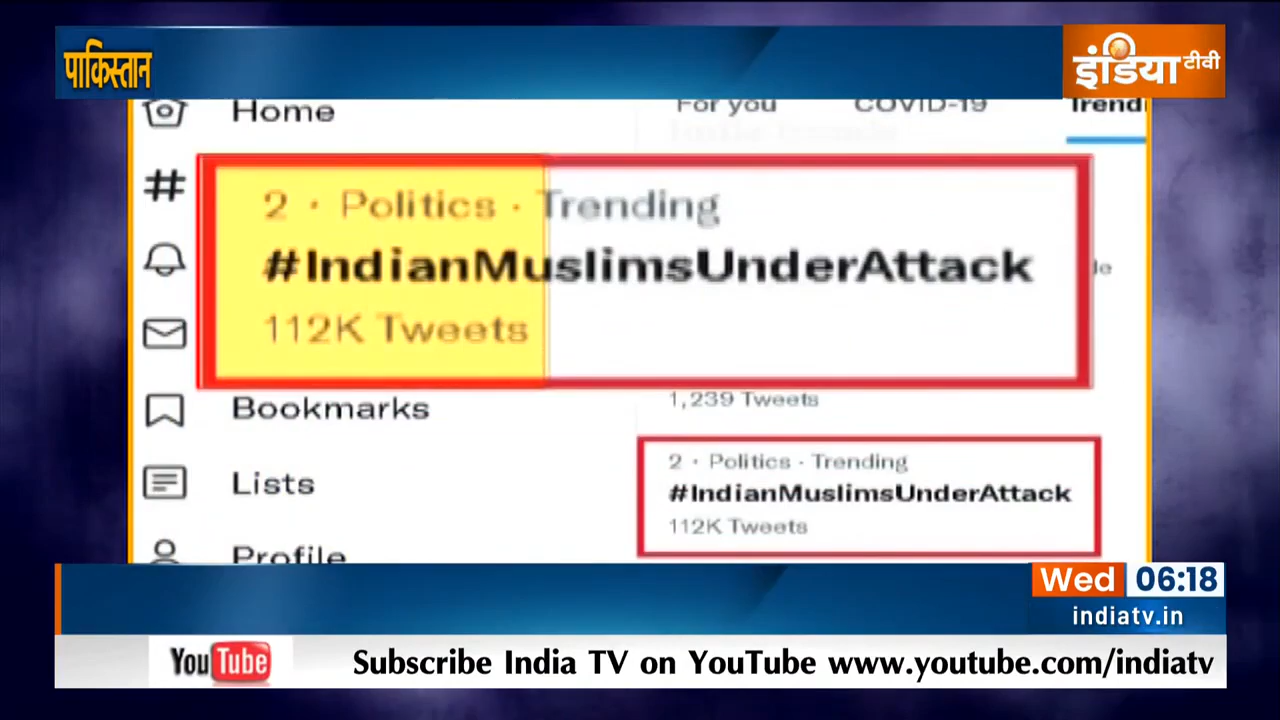 पाकिस्तान
इंडिया टीवी
Home
For you COVID-19 Trendi
2 · Politics · Trending
#IndianMuslimsUnderAttack
112K Tweets
Bookmarks
1,239 Tweets
2 · Politics · Trending
#IndianMuslimsUnderAttack
112K Tweets
Lists
Profile
Wed 06:18
indiatv.in
YouTube Subscribe India TV on YouTube www.youtube.com/indiatv